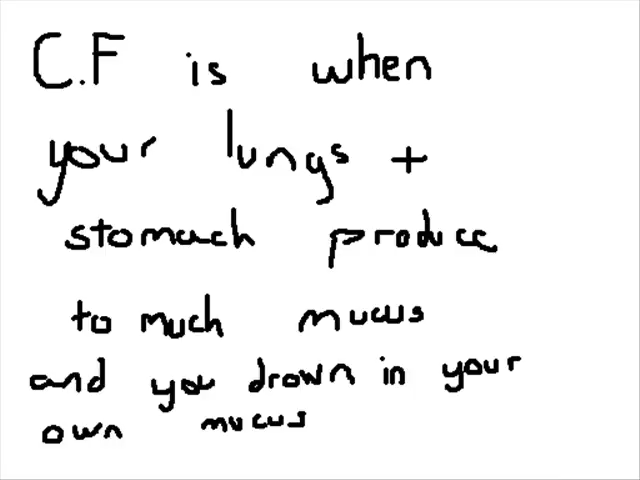 C.F is when
your lungs +
stomach produce
to much mucus
and you drown in your
own mucus